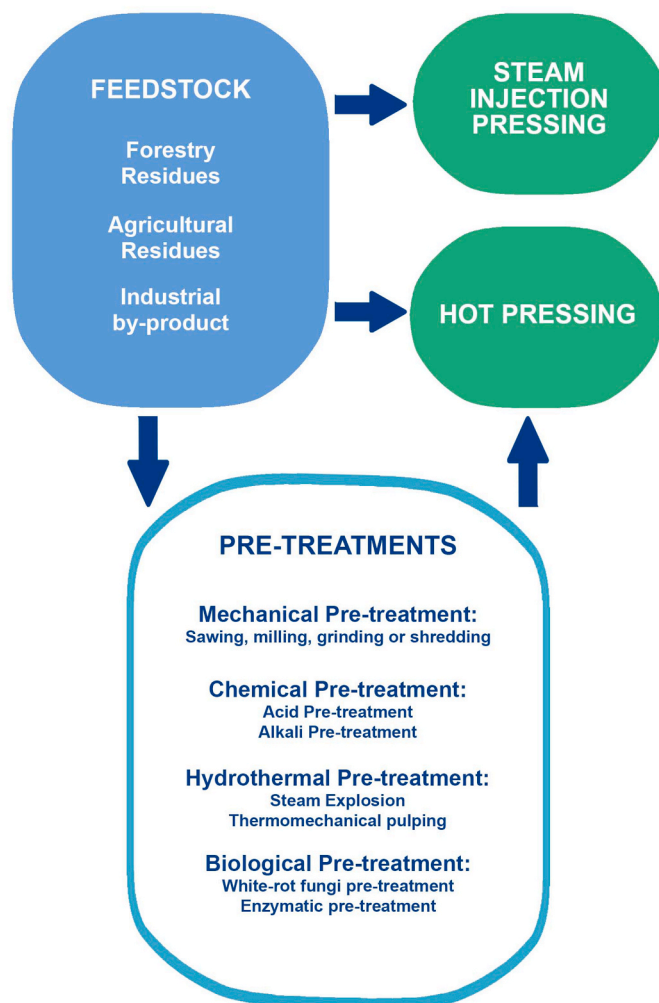 FEEDSTOCK
Forestry
Residues
Agricultural
Residues
Industrial
by-product
STEAM
INJECTION
PRESSING
HOT PRESSING
PRE-TREATMENTS
Mechanical Pre-treatment:
Sawing, milling, grinding or shredding
Chemical Pre-treatment:
Acid Pre-treatment
Alkali Pre-treatment
Hydrothermal Pre-treatment:
Steam Explosion
Thermomechanical pulping
Biological Pre-treatment:
White-rot fungi pre-treatment
Enzymatic pre-treatment